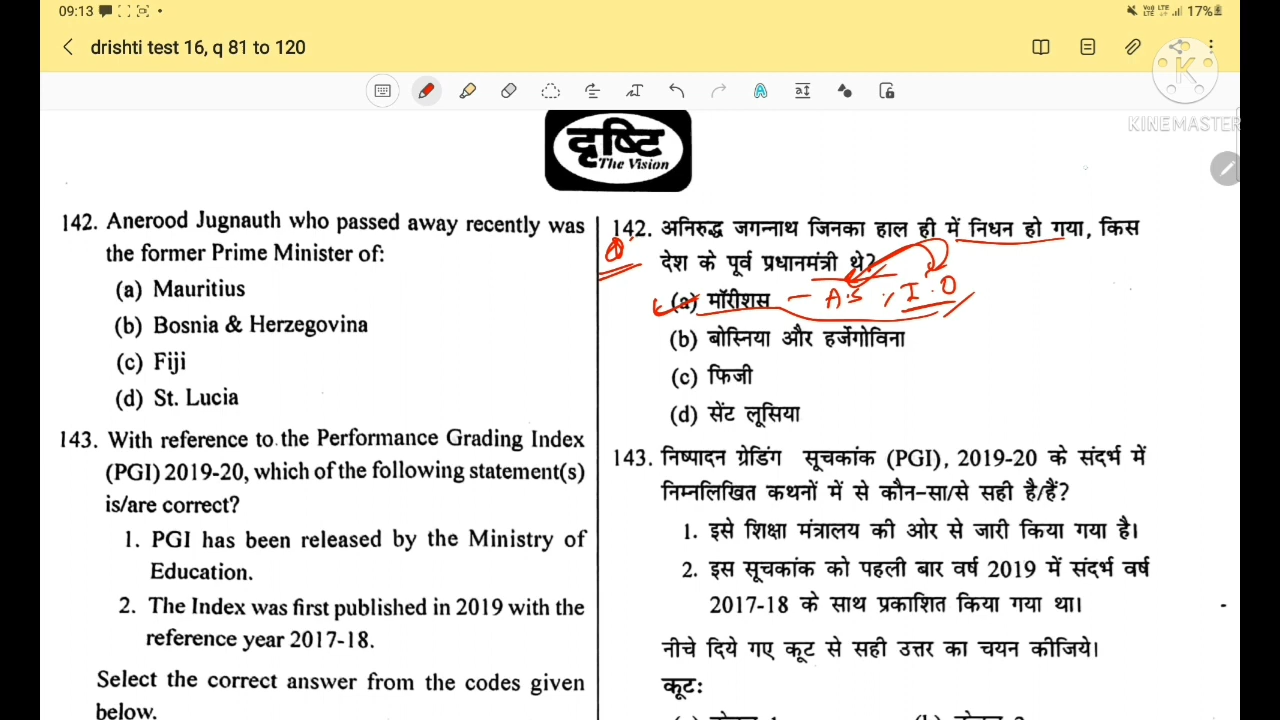 09:13
Vo) LTE
LTE
17%
drishti test 16, q 81 to 120
K
KINEMASTER
दृष्टि
The Vision
142. Anerood Jugnauth who passed away recently was
the former Prime Minister of:
(a) Mauritius
(b) Bosnia & Herzegovina
(c) Fiji
(d) St. Lucia
143. With reference to the Performance Grading Index
(PGI) 2019-20, which of the following statement(s)
is/are correct?
1. PGI has been released by the Ministry of
Education.
2. The Index was first published in 2019 with the
reference year 2017-18.
Select the correct answer from the codes given
below.
142. अनिरुद्ध जगन्नाथ जिनका हाल ही में निधन हो गया, किस
देश के पूर्व प्रधानमंत्री थे?
(a) मॉरीशस – A.S , I.O
(b) बोस्निया और हर्जेगोविना
(c) फिजी
(d) सेंट लूसिया
143. निष्पादन ग्रेडिंग सूचकांक (PGI), 2019-20 के संदर्भ में
निम्नलिखित कथनों में से कौन-सा/से सही है/हैं?
1. इसे शिक्षा मंत्रालय की ओर से जारी किया गया है।
2. इस सूचकांक को पहली बार वर्ष 2019 में संदर्भ वर्ष
2017-18 के साथ प्रकाशित किया गया था।
नीचे दिये गए कूट से सही उत्तर का चयन कीजिये।
कूट: